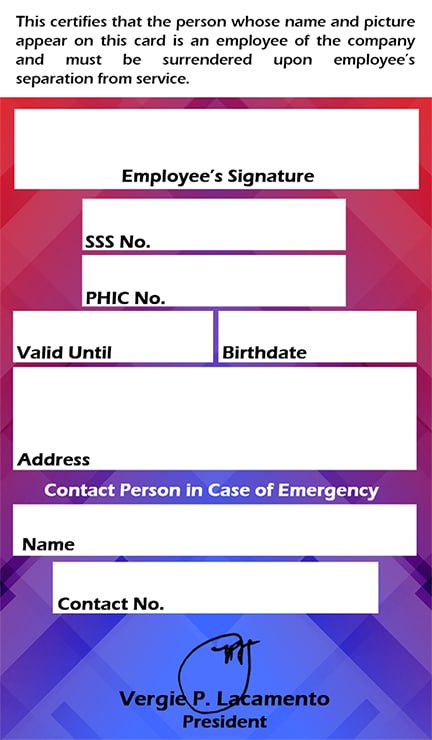 This certifies that the person whose name and picture
appear on this card is an employee of the company
and must be surrendered upon employee's
separation from service.
Employee's Signature
SSS No.
PHIC No.
Valid Until
Birthdate
Address
Contact Person in Case of Emergency
Name
Contact No.
Vergie P. Lacamento
President